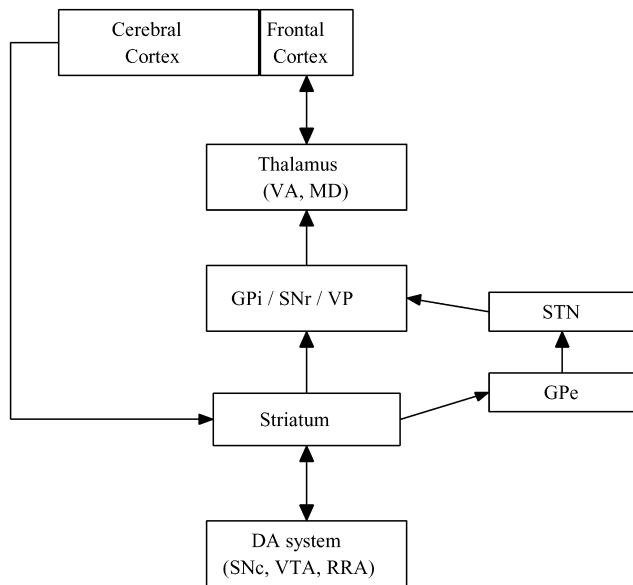 Cerebral
Cortex
Frontal
Cortex
Thalamus
(VA, MD)
GPi / SNr / VP
STN
GPe
Striatum
DA system
(SNc, VTA, RRA)